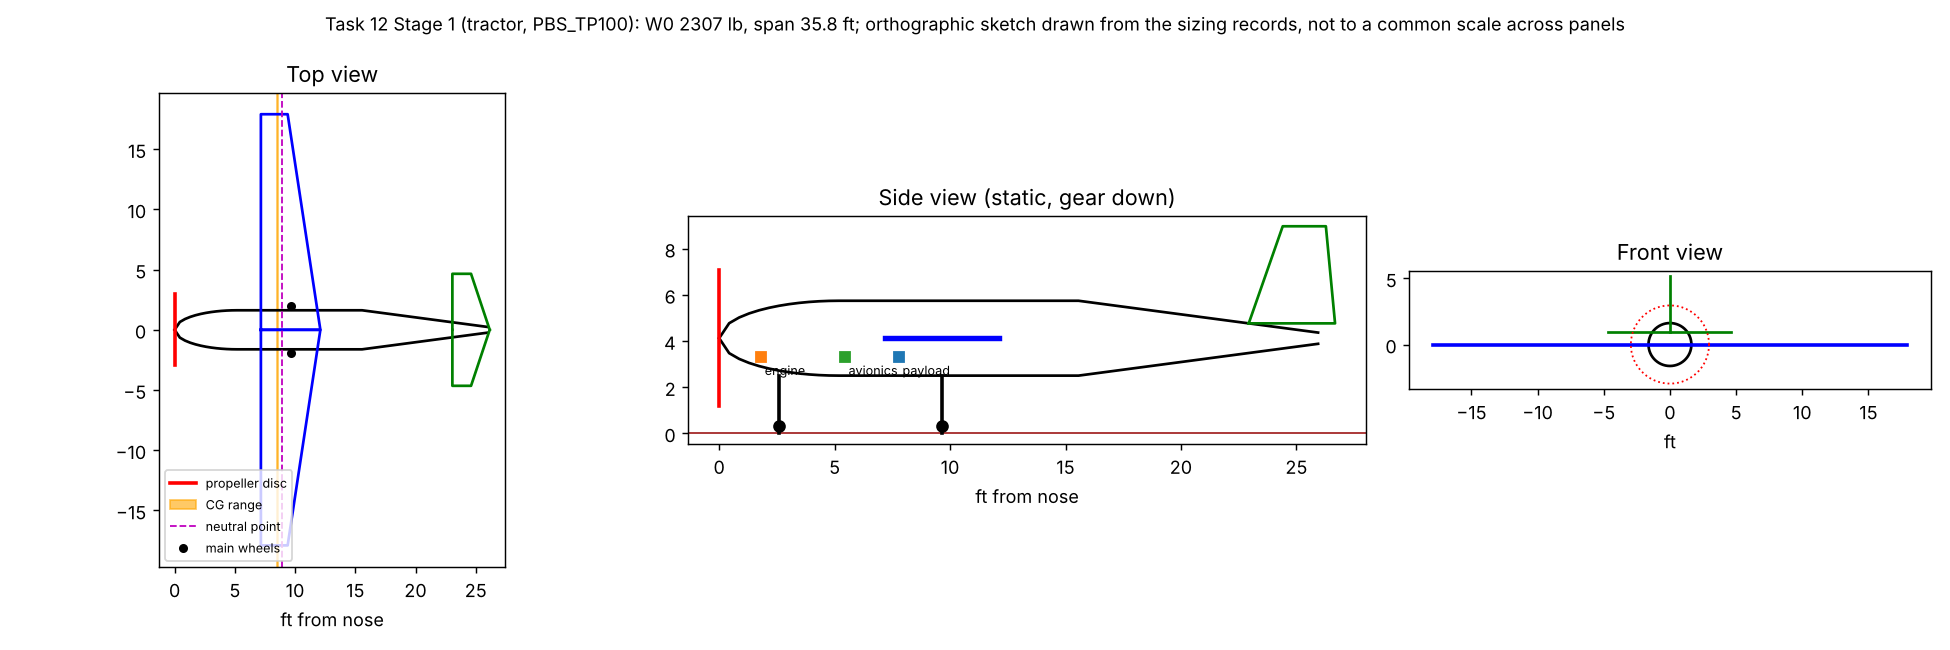 Task 12 Stage 1 (tractor, PBS_TP100): W0 2307 lb, span 35.8 ft; orthographic sketch drawn from the sizing records, not to a common scale across panels
Top view
15
10
5
0
−5
−10
−15
propeller disc
CG range
neutral point
main wheels
0 5 10 15 20 25
ft from nose
Side view (static, gear down)
8
6
4
2
0
engine avionics payload
0 5 10 15 20 25
ft from nose
Front view
5
0
−15 −10 −5 0 5 10 15
ft